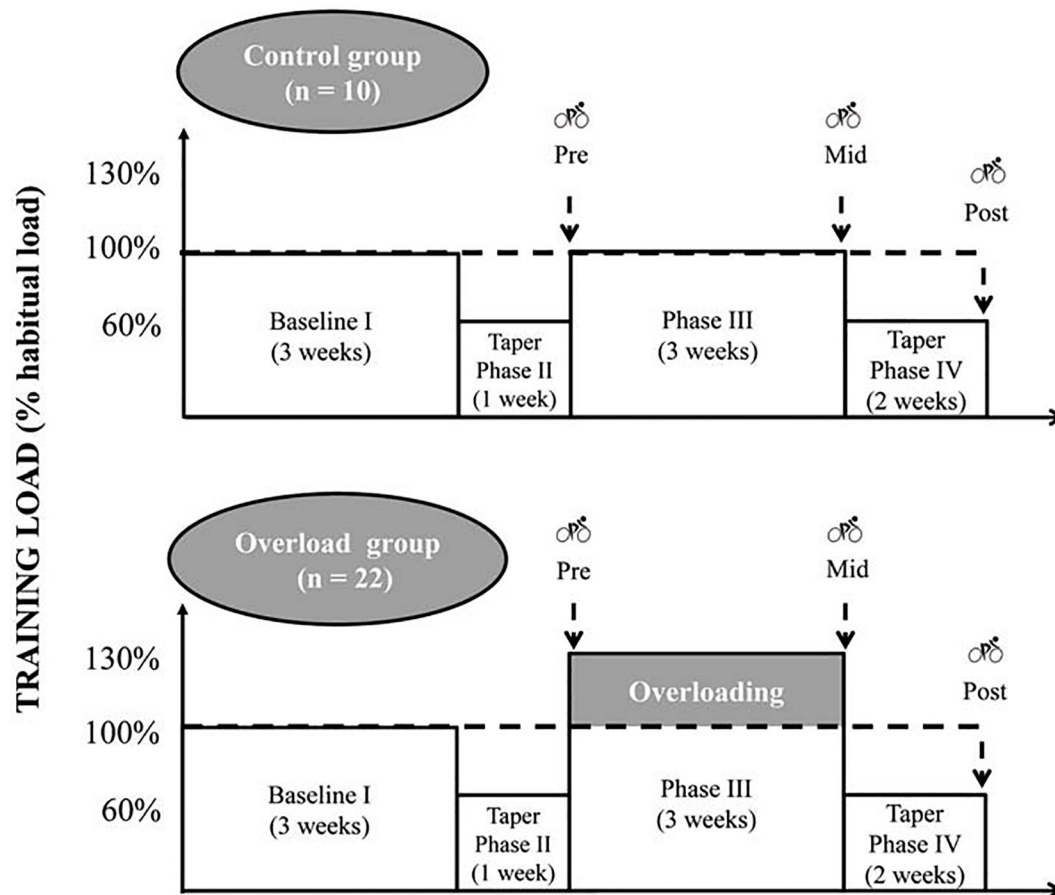 TRAINING LOAD (% habitual load)
Control group
(n = 10)
Pre
Mid
Post
130%
100%
60%
Baseline I
(3 weeks)
Taper
Phase II
(1 week)
Phase III
(3 weeks)
Taper
Phase IV
(2 weeks)
Overload group
(n = 22)
Pre
Mid
Post
130%
100%
60%
Overloading
Baseline I
(3 weeks)
Taper
Phase II
(1 week)
Phase III
(3 weeks)
Taper
Phase IV
(2 weeks)